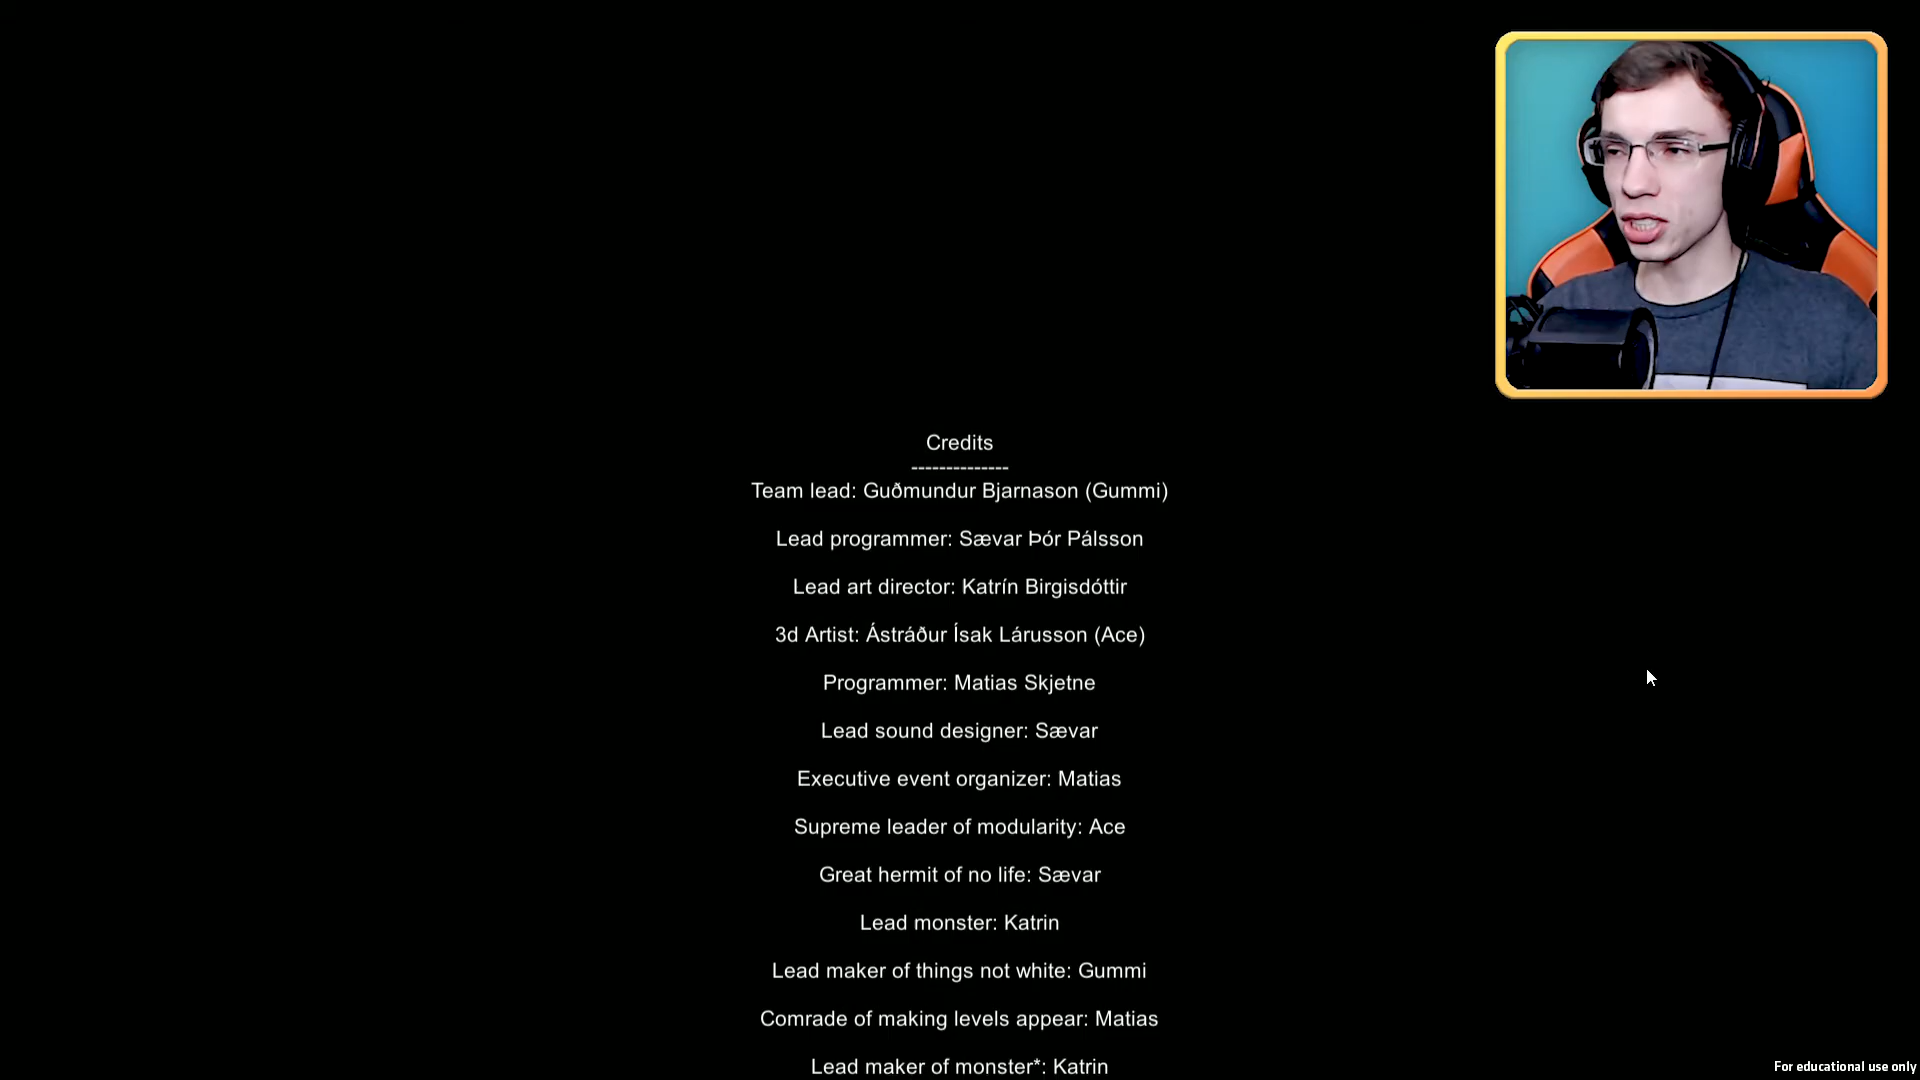 Credits
--------------
Team lead: Guðmundur Bjarnason (Gummi)
Lead programmer: Sævar Þór Pálsson
Lead art director: Katrín Birgisdóttir
3d Artist: Ástráður Ísak Lárusson (Ace)
Programmer: Matias Skjetne
Lead sound designer: Sævar
Executive event organizer: Matias
Supreme leader of modularity: Ace
Great hermit of no life: Sævar
Lead monster: Katrin
Lead maker of things not white: Gummi
Comrade of making levels appear: Matias
Lead maker of monster*: Katrin
For educational use only